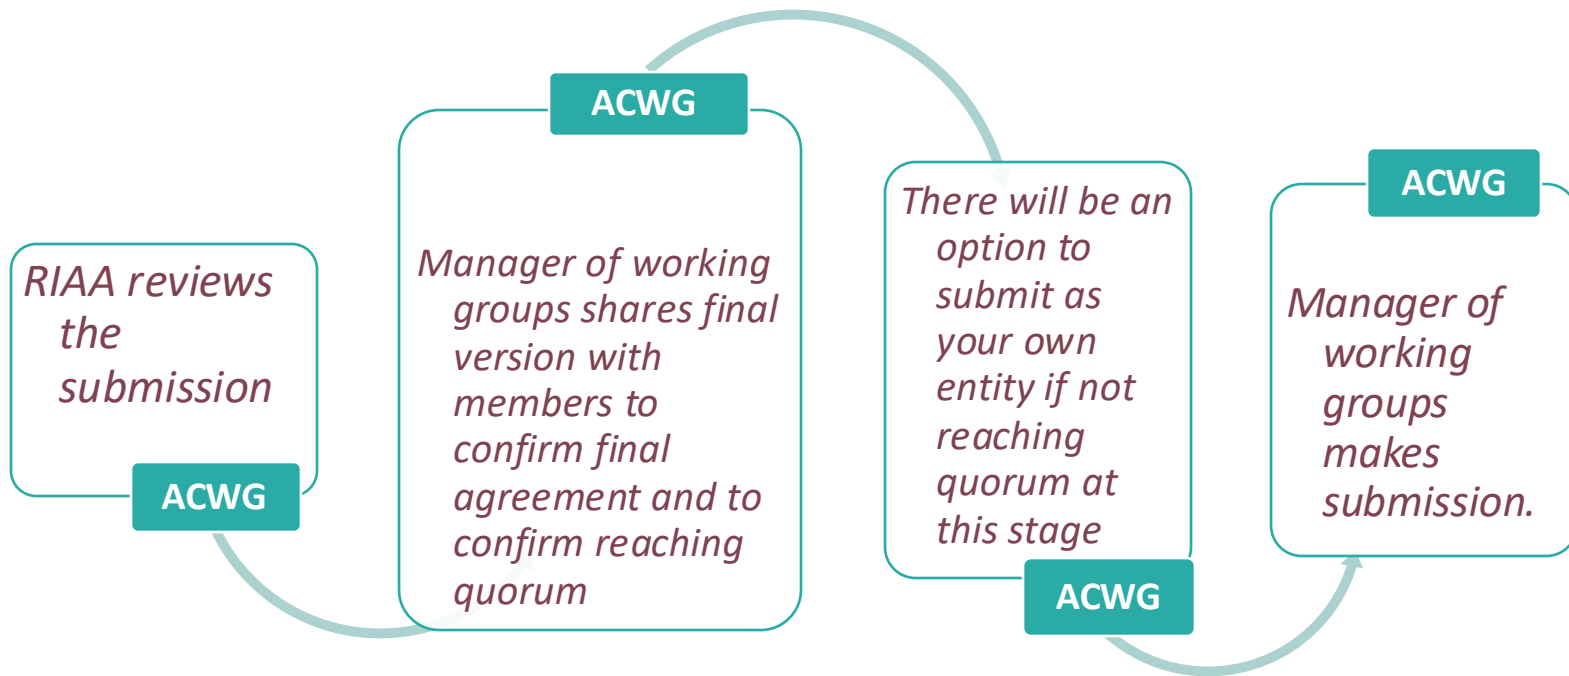 RIAA reviews
the
submission
ACWG
ACWG
Manager of working
groups shares final
version with
members to
confirm final
agreement and to
confirm reaching
quorum
There will be an
option to
submit as
your own
entity if not
reaching
quorum at
this stage
ACWG
ACWG
Manager of
working
groups
makes
submission.